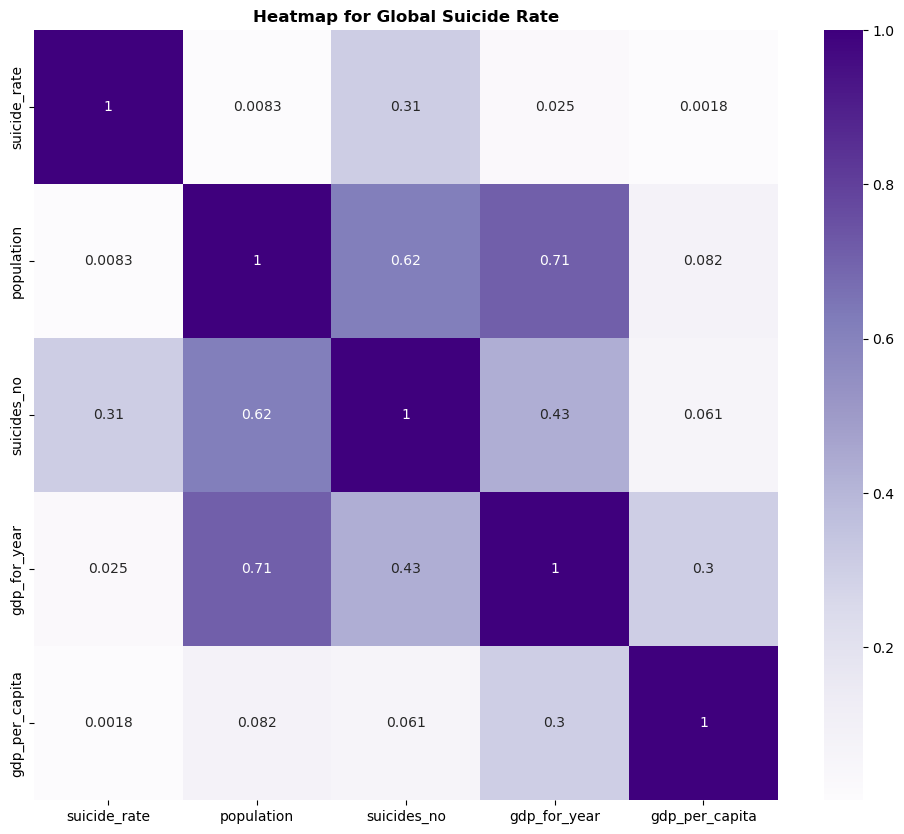 Heatmap for Global Suicide Rate
suicide_rate
1
0.0083
0.31
0.025
0.0018
population
0.0083
1
0.62
0.71
0.082
suicides_no
0.31
0.62
1
0.43
0.061
gdp_for_year
0.025
0.71
0.43
1
0.3
gdp_per_capita
0.0018
0.082
0.061
0.3
1
suicide_rate
population
suicides_no
gdp_for_year
gdp_per_capita
1.0
0.8
0.6
0.4
0.2